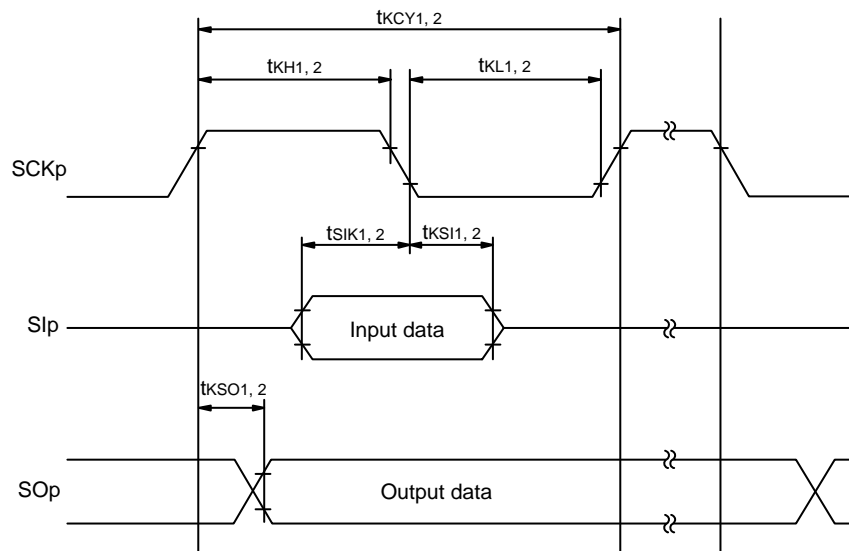 tKCY1, 2
tKH1, 2
tKL1, 2
SCKp
tSIK1, 2
tKSI1, 2
SIp
Input data
tKSO1, 2
SOp
Output data